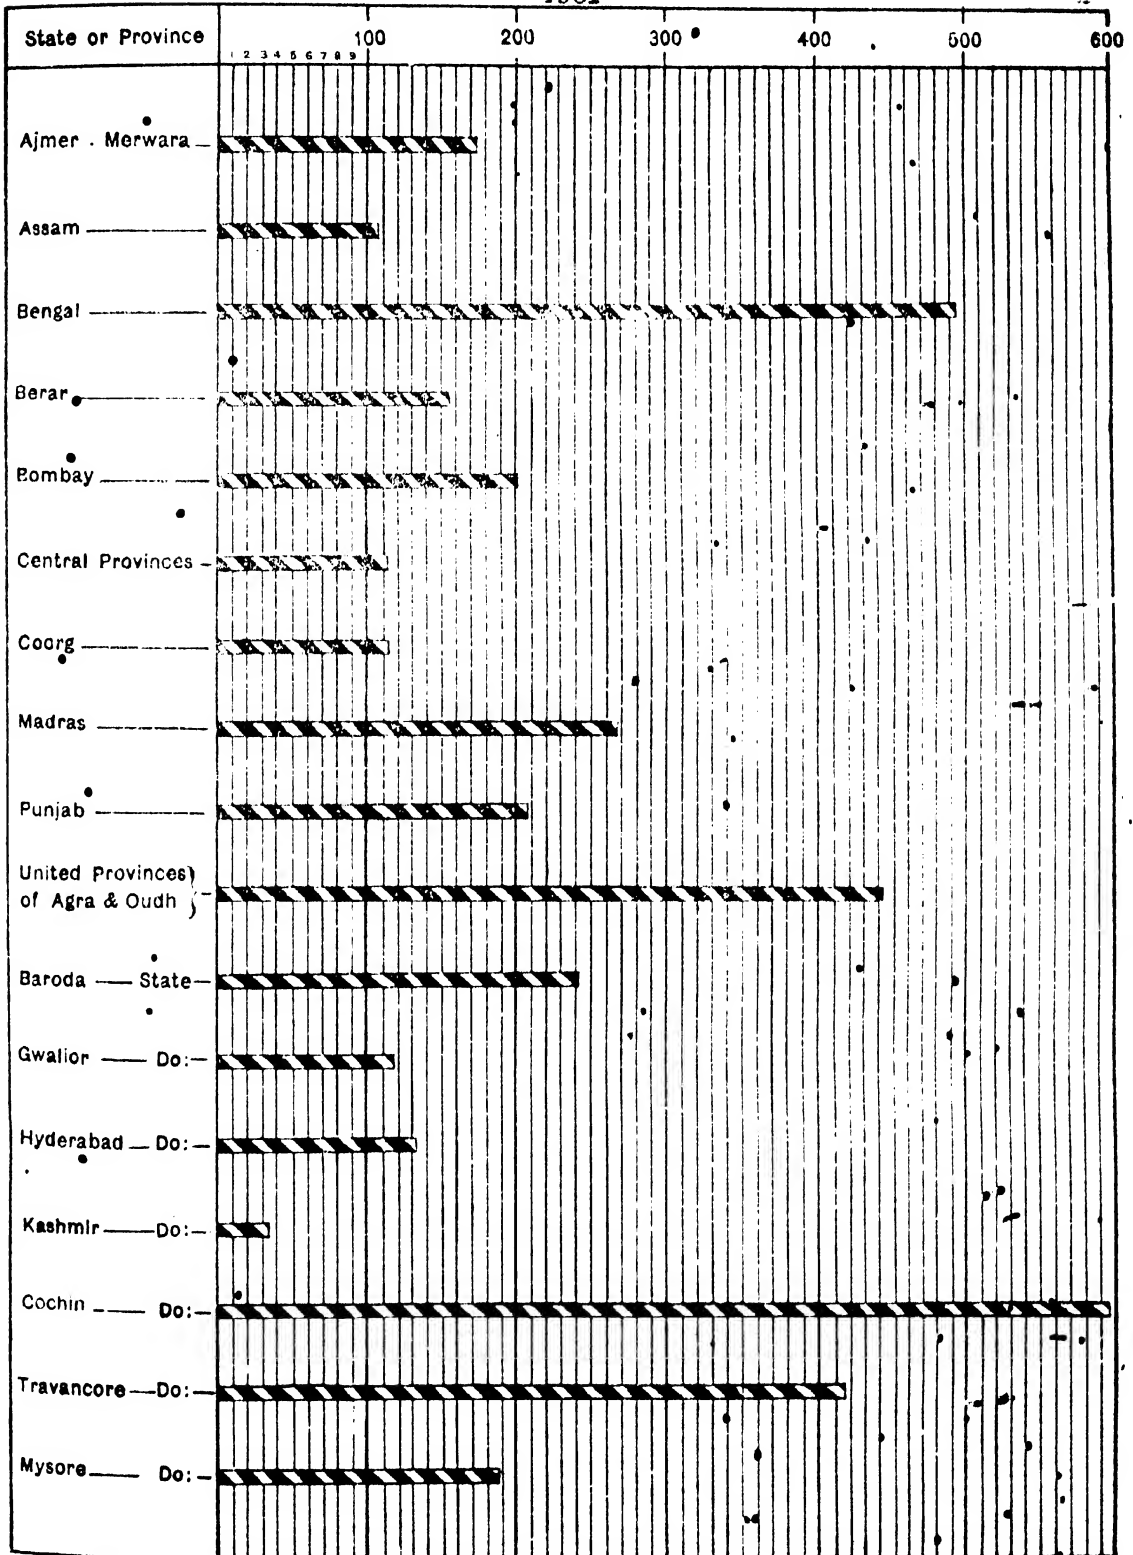 State or Province 100 200 300 400 500 600
1 2 3 4 5 6 7 8 9
Ajmer . Merwara
Assam
Bengal
Berar
Bombay
Central Provinces
Coorg
Madras
Punjab
United Provinces
of Agra & Oudh
Baroda — State
Gwalior — Do:
Hyderabad — Do:
Kashmir — Do:
Cochin — Do:
Travancore — Do:
Mysore — Do: